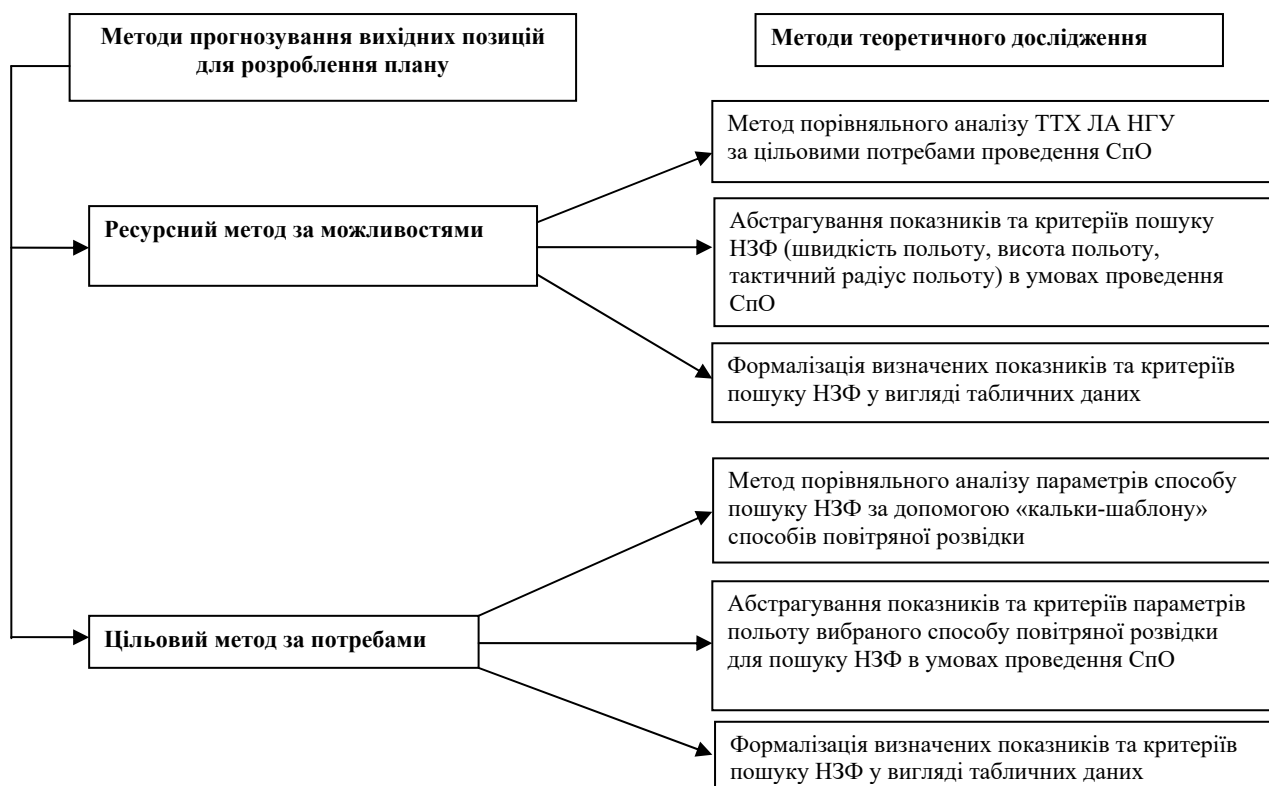 Методи прогнозування вихідних позицій
для розроблення плану
Методи теоретичного дослідження
Метод порівняльного аналізу ТТХ ЛА НГУ
за цільовими потребами проведення СпО
Ресурсний метод за можливостями
Абстрагування показників та критеріїв пошуку
НЗФ (швидкість польоту, висота польоту,
тактичний радіус польоту) в умовах проведення
СпО
Формалізація визначених показників та критеріїв
пошуку НЗФ у вигляді табличних даних
Метод порівняльного аналізу параметрів способу
пошуку НЗФ за допомогою «кальки-шаблону»
способів повітряної розвідки
Цільовий метод за потребами
Абстрагування показників та критеріїв параметрів
польоту вибраного способу повітряної розвідки
для пошуку НЗФ в умовах проведення СпО
Формалізація визначених показників та критеріїв
пошуку НЗФ у вигляді табличних даних